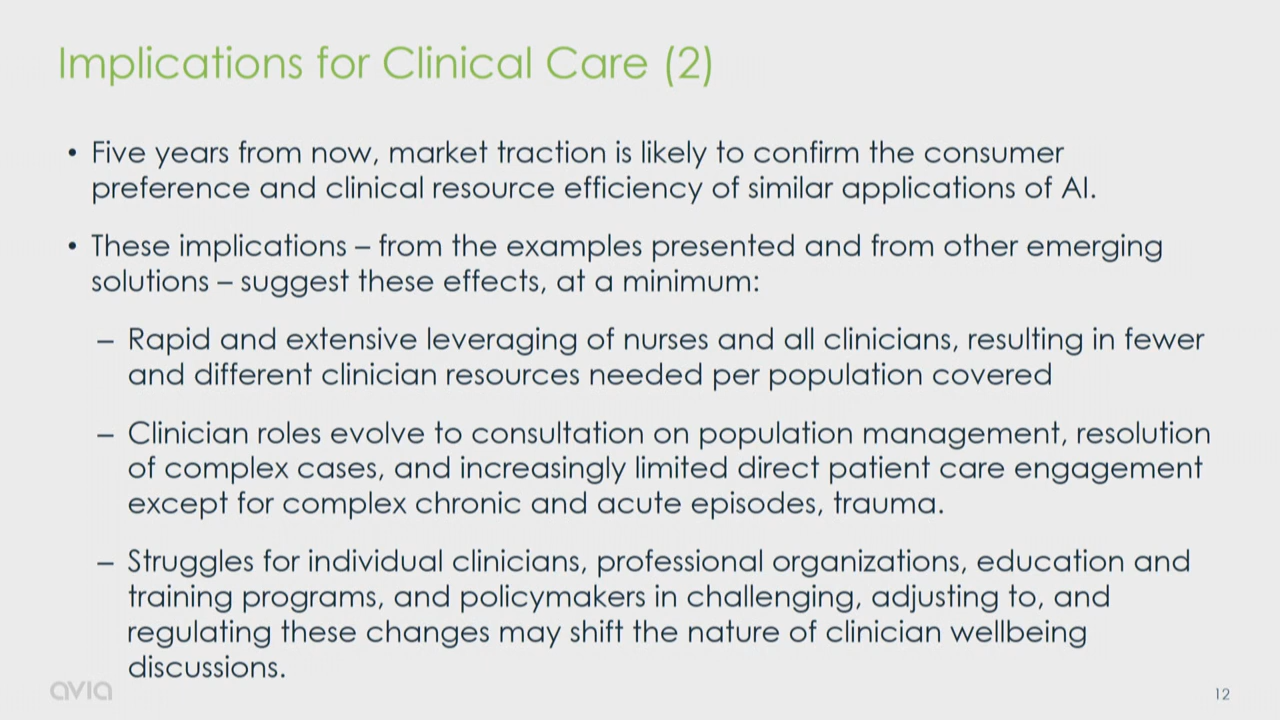 Implications for Clinical Care (2)
• Five years from now, market traction is likely to confirm the consumer
preference and clinical resource efficiency of similar applications of AI.
• These implications – from the examples presented and from other emerging
solutions – suggest these effects, at a minimum:
– Rapid and extensive leveraging of nurses and all clinicians, resulting in fewer
and different clinician resources needed per population covered
– Clinician roles evolve to consultation on population management, resolution
of complex cases, and increasingly limited direct patient care engagement
except for complex chronic and acute episodes, trauma.
– Struggles for individual clinicians, professional organizations, education and
training programs, and policymakers in challenging, adjusting to, and
regulating these changes may shift the nature of clinician wellbeing
discussions.
avia
12